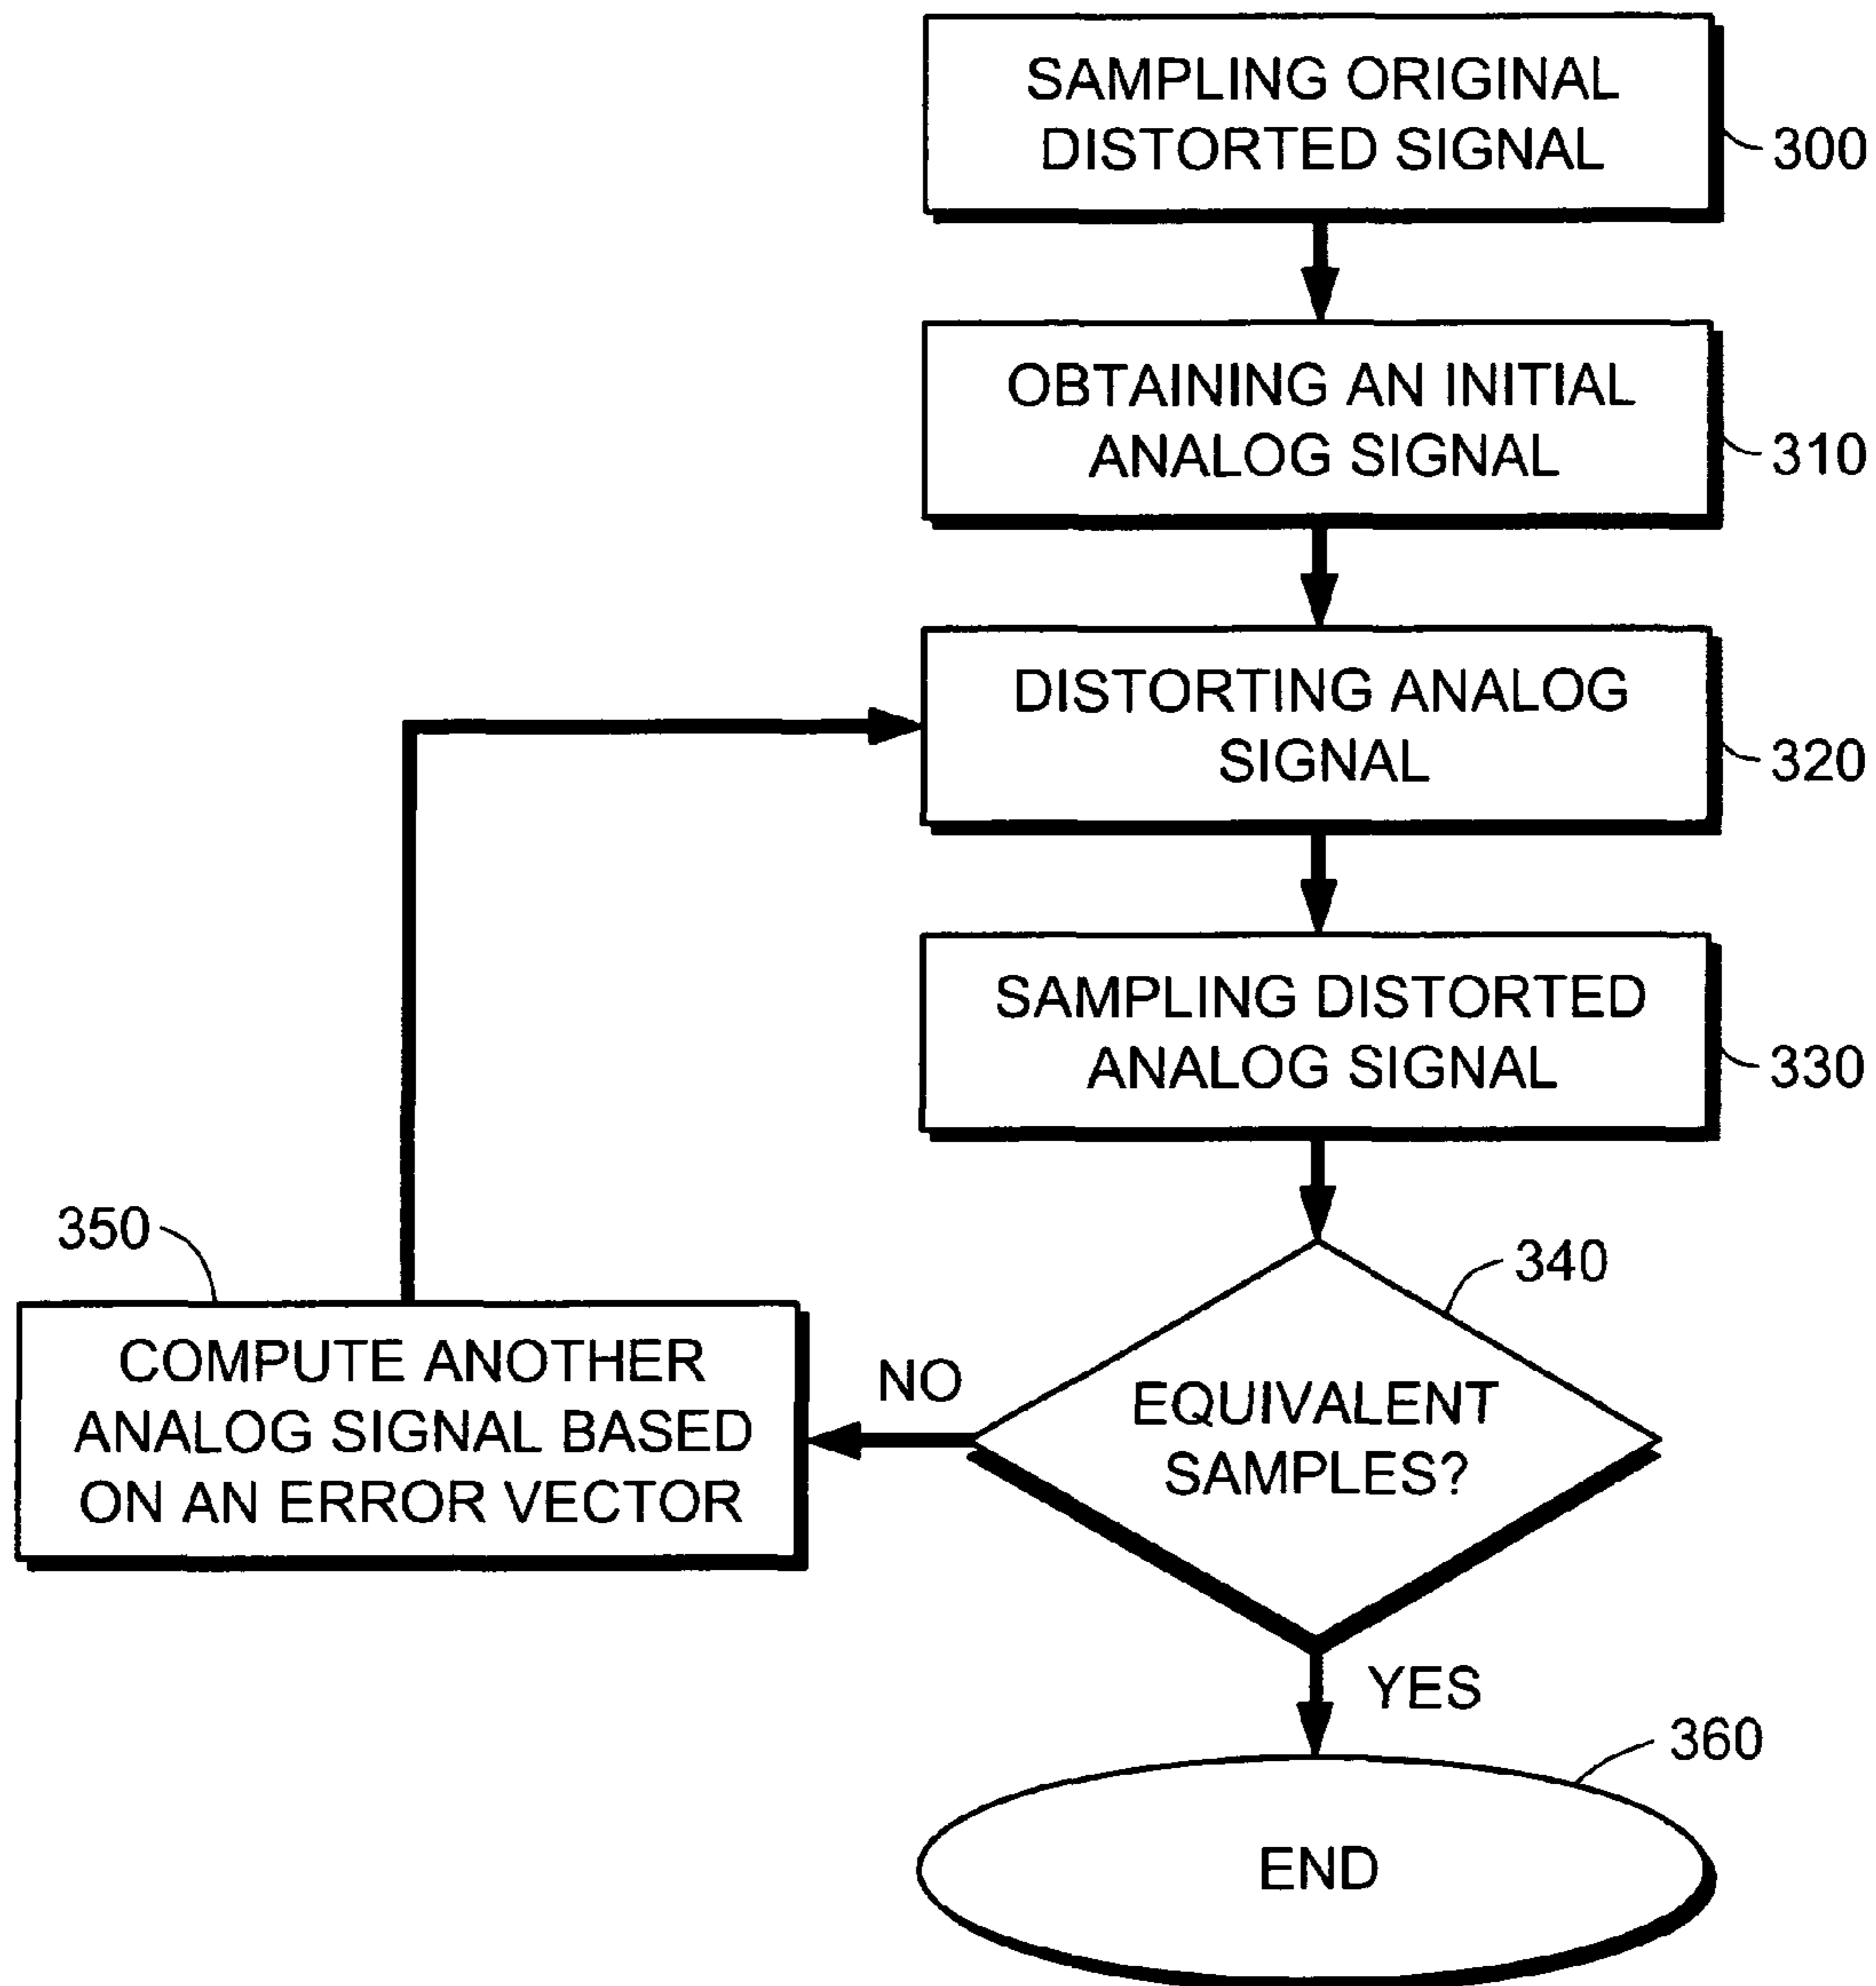 SAMPLING ORIGINAL
DISTORTED SIGNAL
300
OBTAINING AN INITIAL
ANALOG SIGNAL
310
DISTORTING ANALOG
SIGNAL
320
SAMPLING DISTORTED
ANALOG SIGNAL
330
340
EQUIVALENT
SAMPLES?
NO
350
COMPUTE ANOTHER
ANALOG SIGNAL BASED
ON AN ERROR VECTOR
YES
360
END